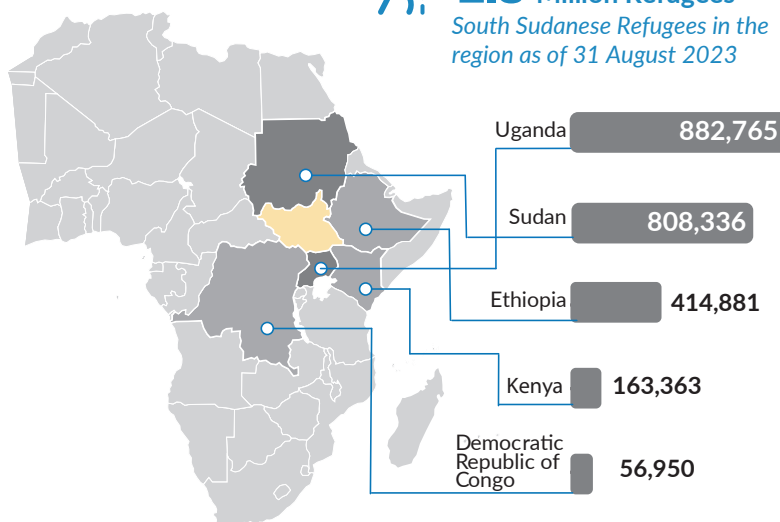 Million Refugees
South Sudanese Refugees in the
region as of 31 August 2023
Uganda
882,765
Sudan
808,336
Ethiopia
414,881
Kenya
163,363
Democratic
Republic of
Congo
56,950